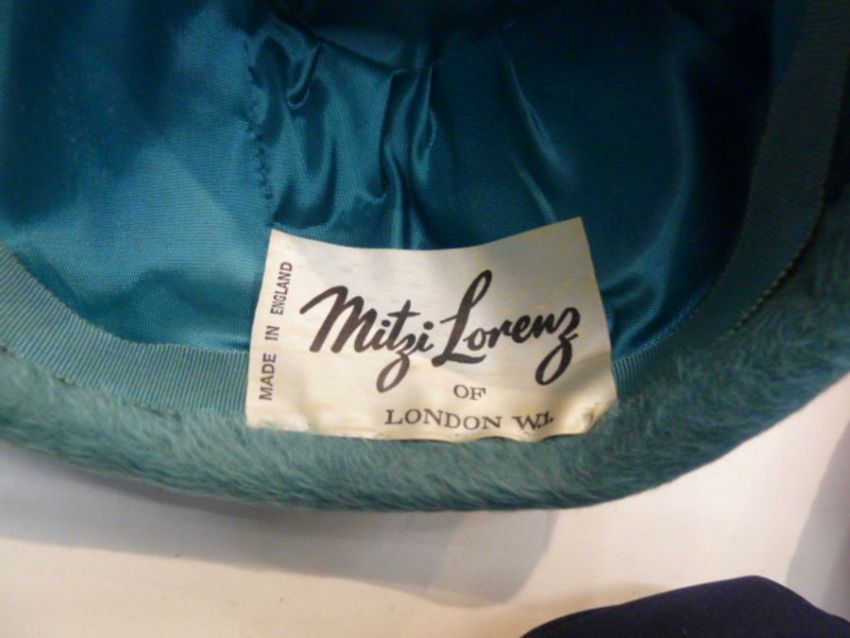 MADE IN ENGLAND
Mitzi Lorenz
OF
LONDON W.1.